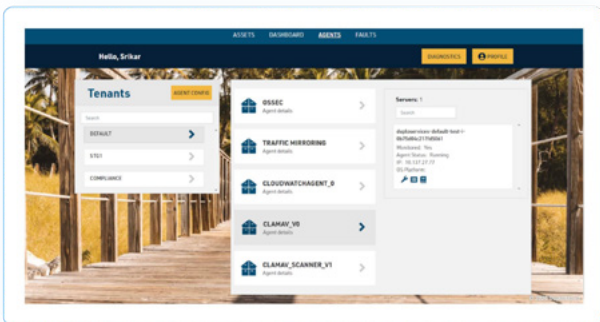 ASSETS DASHBOARD AGENTS FAULTS
Hello, Srikar
DIAGNOSTICS PROFILE
Tenants
AGENT CONFIG
Search
DEFAULT
STG1
COMPLIANCE
OSSEC
Agent details
TRAFFIC MIRRORING
Agent details
CLOUDWATCHAGENT_0
Agent details
CLAMAV_V0
Agent details
CLAMAV_SCANNER_V1
Agent details
Servers: 1
Search
Monitored: Yes
Agent Status: Running
OS Platform: